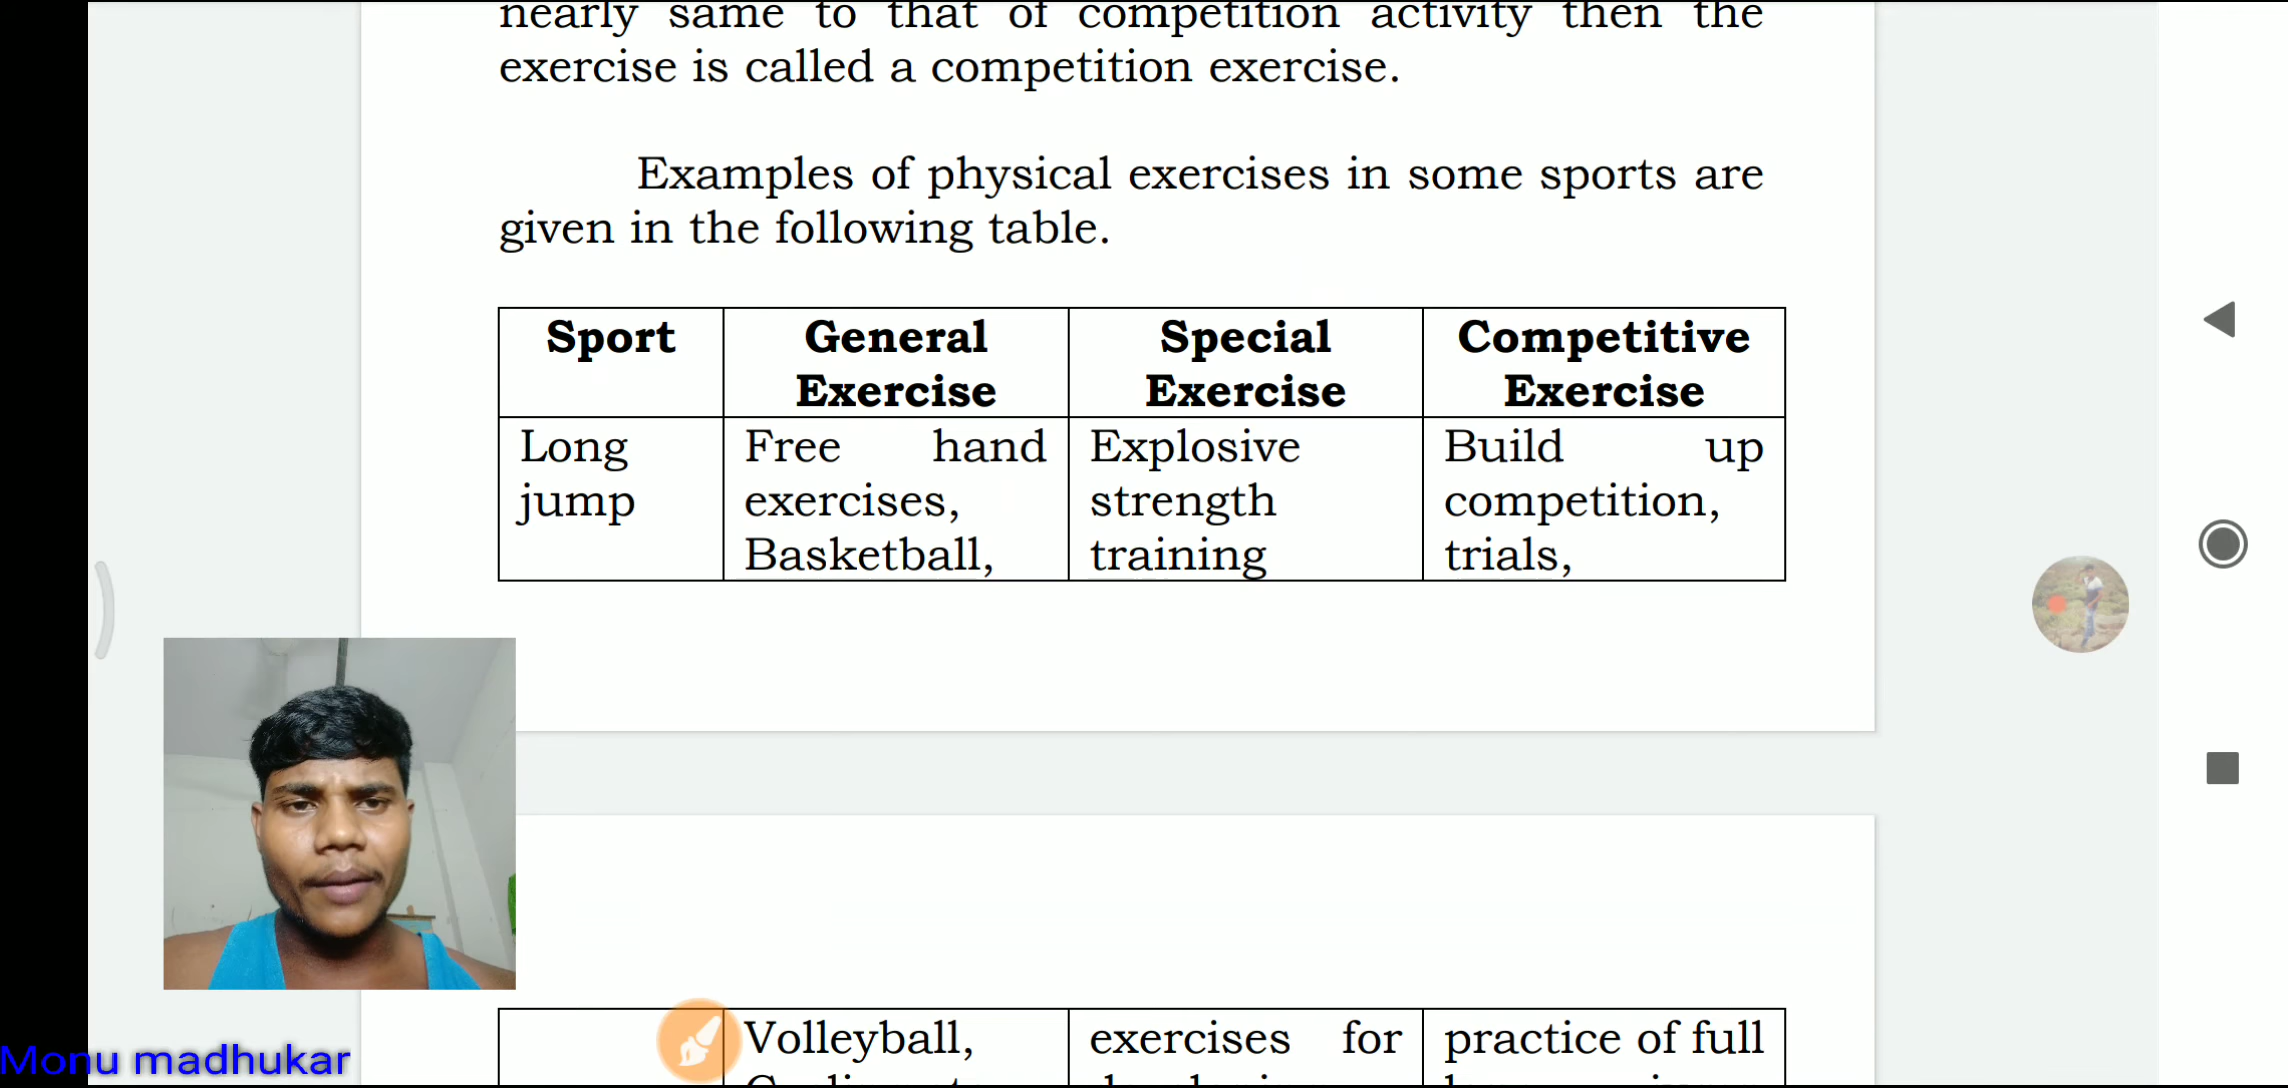 nearly same to that of competition activity then the
exercise is called a competition exercise.
Examples of physical exercises in some sports are
given in the following table.
Sport
General
Exercise
Special
Exercise
Competitive
Exercise
Long
jump
Free hand
exercises,
Basketball,
Explosive
strength
training
Build up
competition,
trials,
Volleyball,
exercises for
practice of full
Monu madhukar